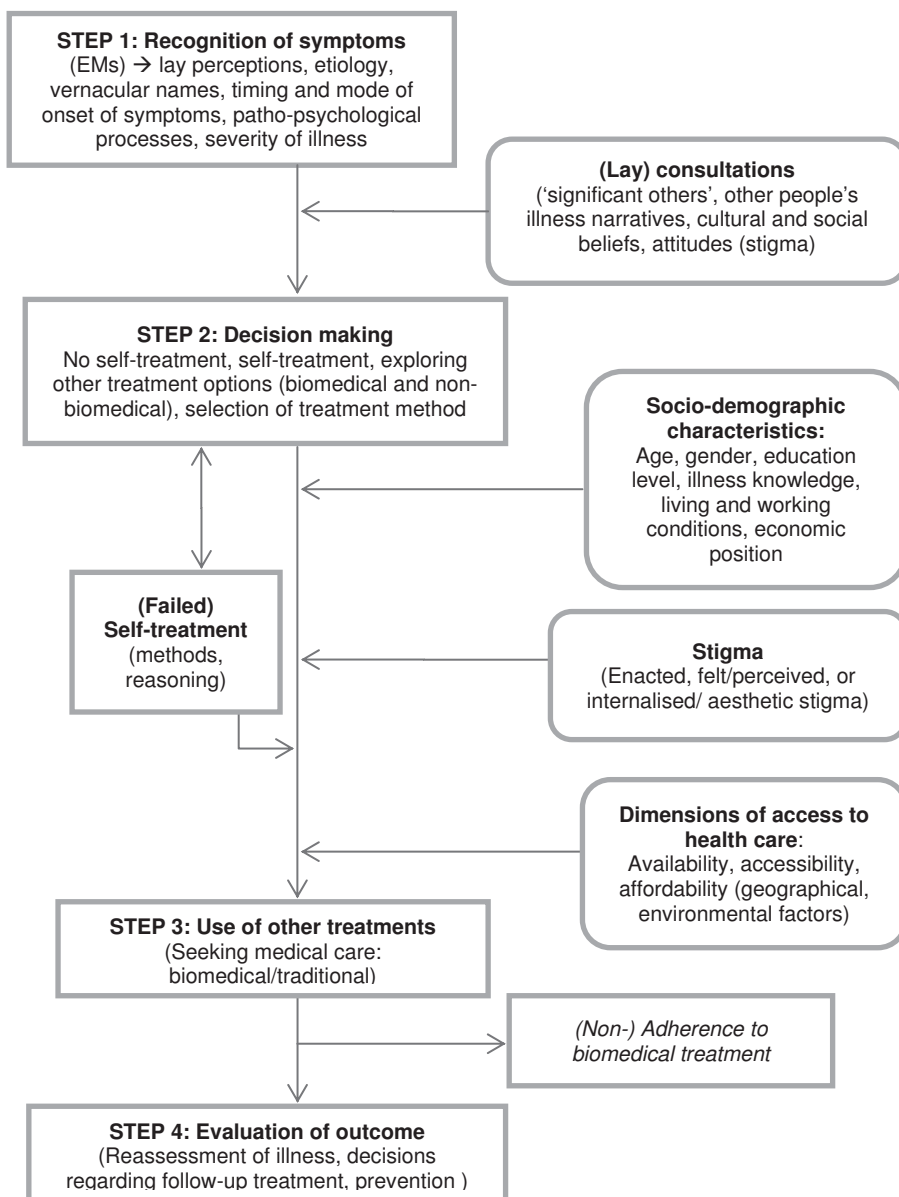 STEP 1: Recognition of symptoms
(EMs) → lay perceptions, etiology,
vernacular names, timing and mode of
onset of symptoms, patho-psychological
processes, severity of illness
(Lay) consultations
(‘significant others’, other people’s
illness narratives, cultural and social
beliefs, attitudes (stigma)
STEP 2: Decision making
No self-treatment, self-treatment, exploring
other treatment options (biomedical and non-
biomedical), selection of treatment method
Socio-demographic
characteristics:
Age, gender, education
level, illness knowledge,
living and working
conditions, economic
position
(Failed)
Self-treatment
(methods,
reasoning)
Stigma
(Enacted, felt/perceived, or
internalised/ aesthetic stigma)
Dimensions of access to
health care:
Availability, accessibility,
affordability (geographical,
environmental factors)
STEP 3: Use of other treatments
(Seeking medical care:
biomedical/traditional)
(Non-) Adherence to
biomedical treatment
STEP 4: Evaluation of outcome
(Reassessment of illness, decisions
regarding follow-up treatment, prevention )